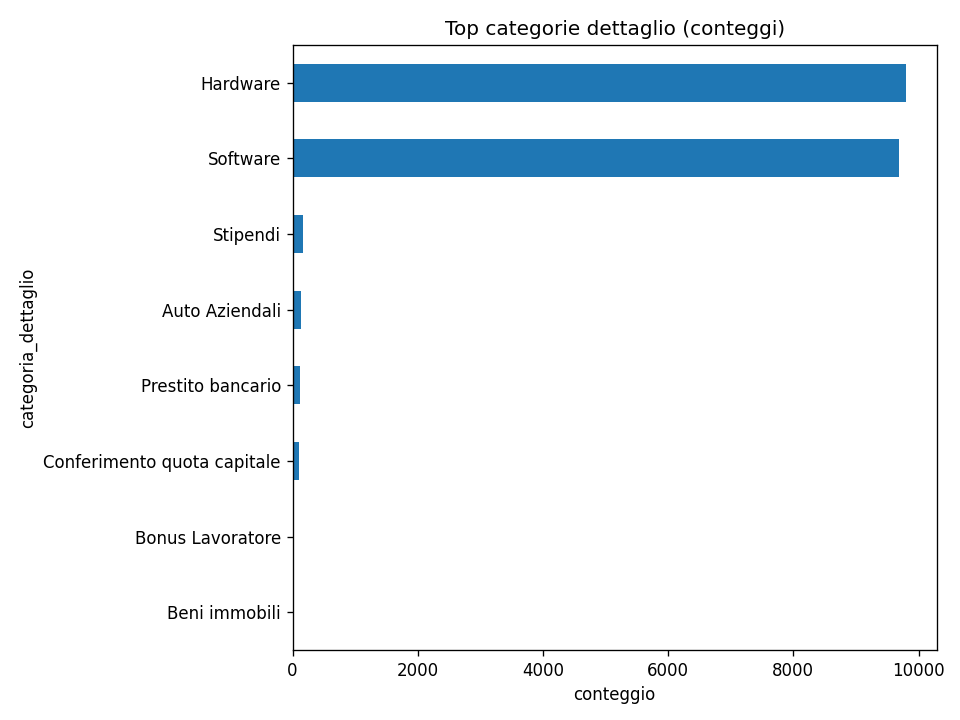 Top categorie dettaglio (conteggi)
Hardware
Software
Stipendi
Auto Aziendali
Prestito bancario
Conferimento quota capitale
Bonus Lavoratore
Beni immobili
categoria_dettaglio
0 2000 4000 6000 8000 10000
conteggio